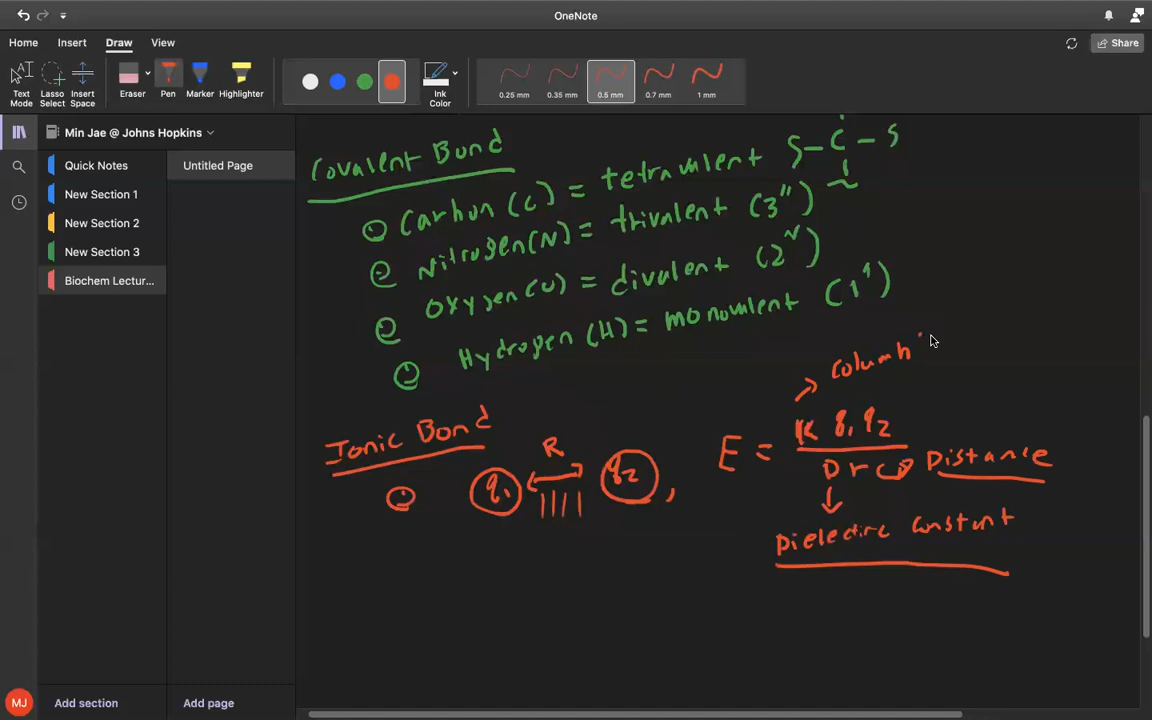 OneNote
Home Insert Draw View
Share
Text Mode
Lasso Select
Insert Space
Eraser
Pen
Marker
Highlighter
Ink Color
0.25 mm
0.35 mm
0.5 mm
0.7 mm
1 mm
Min Jae @ Johns Hopkins
Quick Notes
New Section 1
New Section 2
New Section 3
Biochem Lectur...
Untitled Page
Covalent Bond
S-C-S
Carbon (C) = tetravalent
Nitrogen (N) = trivalent (3")
Oxygen (O) = divalent (2")
Hydrogen (H) = monovalent (1")
Ionic Bond
q1 R q2,
Columb
E = K q1 q2
Dr Distance
Dielectirc constant
MJ
Add section
Add page